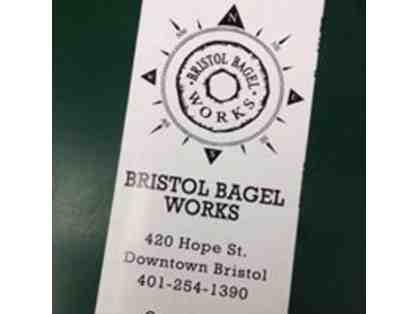 N
BRISTOL BAGEL
WORKS
S
BRISTOL BAGEL
WORKS
420 Hope St.
Downtown Bristol
401-254-1390